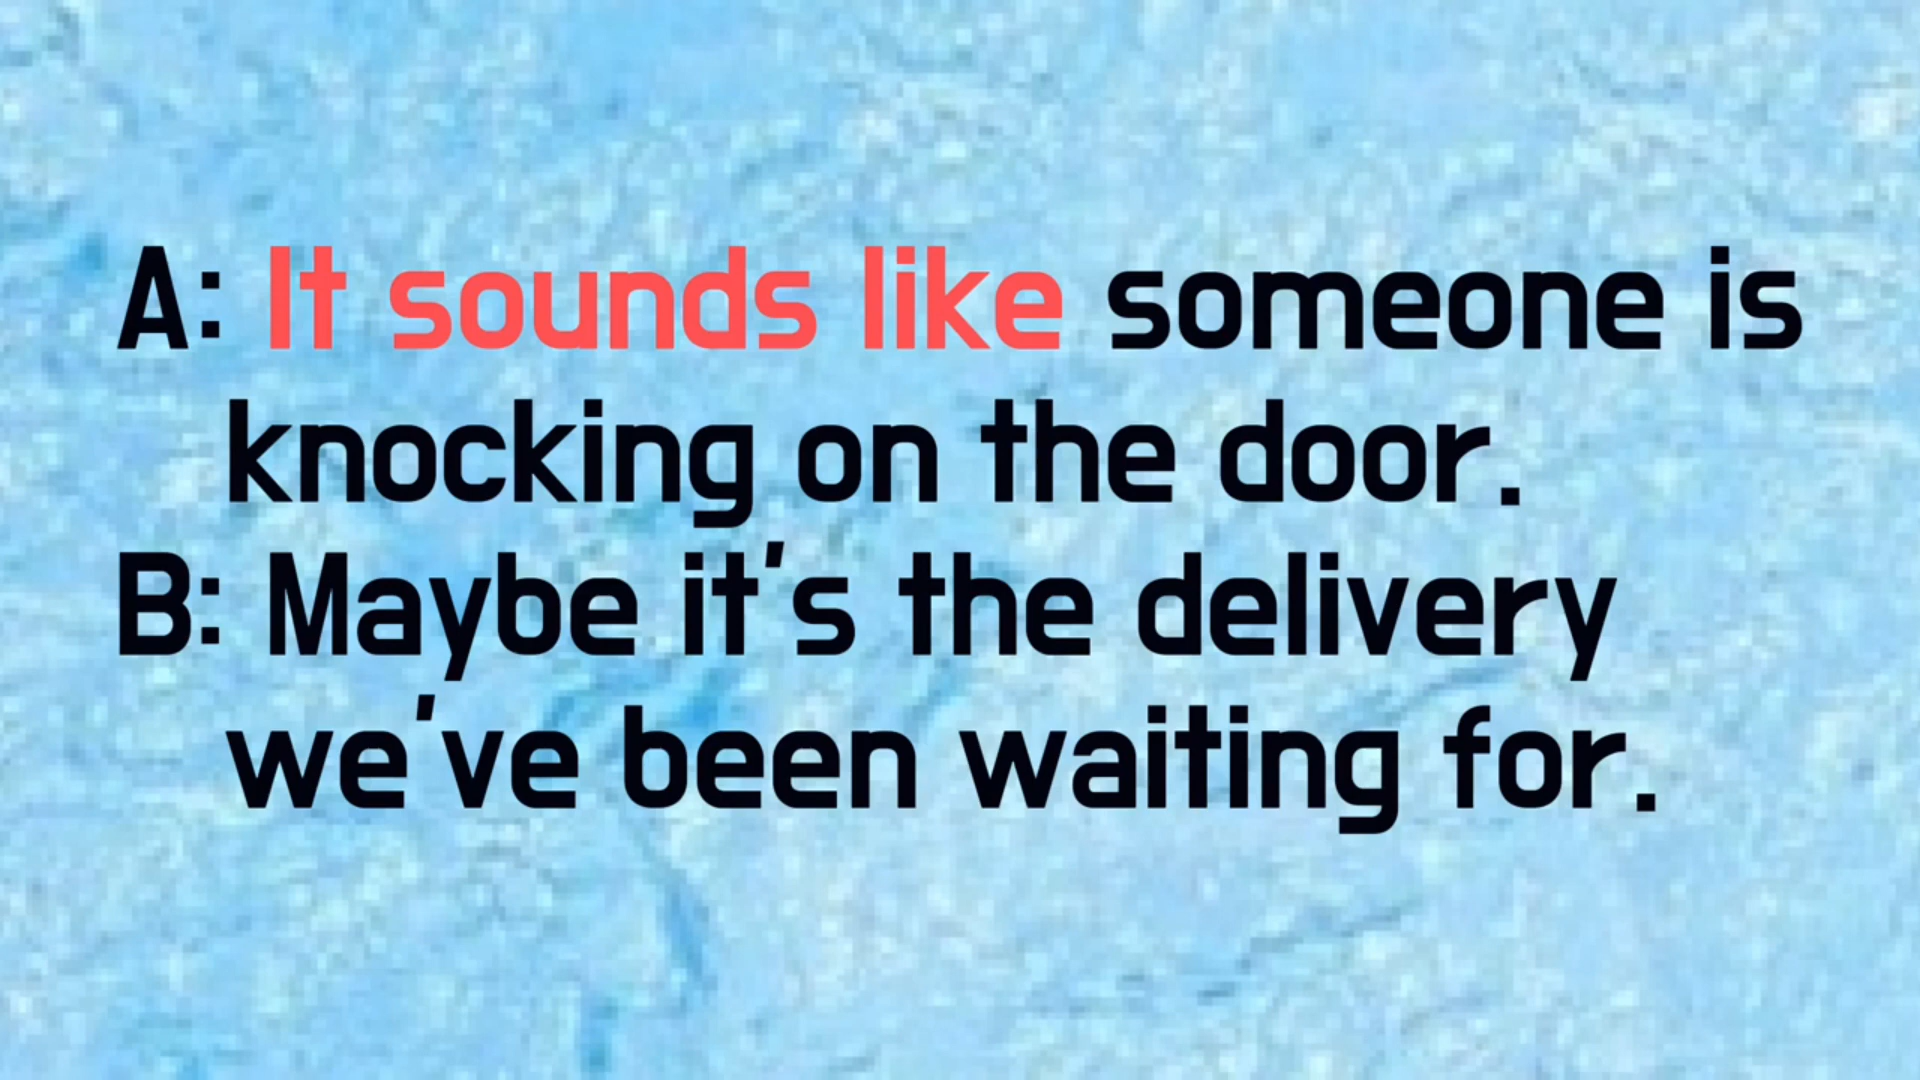 A: It sounds like someone is
knocking on the door.
B: Maybe it's the delivery
we've been waiting for.